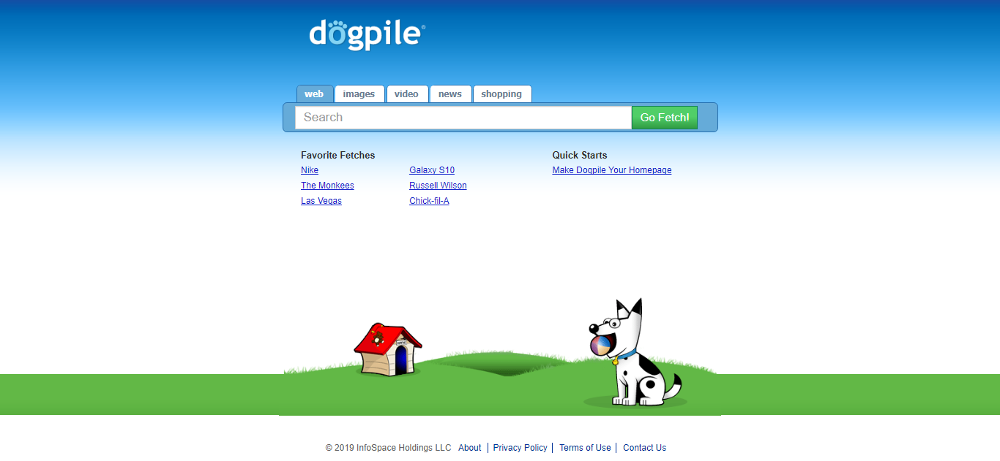 dogpile®
web images video news shopping
Search Go Fetch!
Favorite Fetches
Nike Galaxy S10
The Monkees Russell Wilson
Las Vegas Chick-fil-A
Quick Starts
Make Dogpile Your Homepage
© 2019 InfoSpace Holdings LLC About | Privacy Policy | Terms of Use | Contact Us